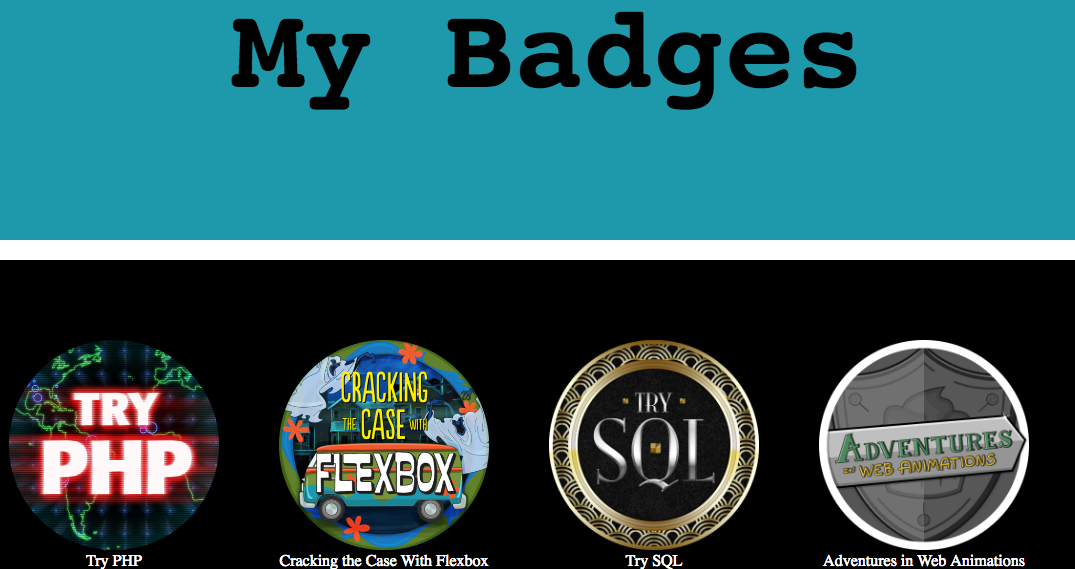 My Badges
TRY
PHP
CRACKING
THE CASE WITH
FLEXBOX
TRY
SQL
ADVENTURES
IN WEB ANIMATIONS
Try PHP
Cracking the Case With Flexbox
Try SQL
Adventures in Web Animations